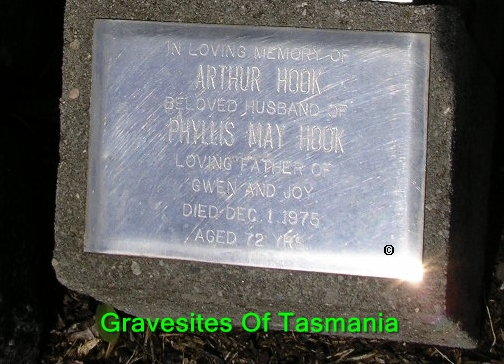 IN LOVING MEMORY OF
ARTHUR HOOK
BELOVED HUSBAND OF
PHYLLIS MAY HOOK
LOVING FATHER OF
GWEN AND JOY
DIED DEC. 1. 1975
AGED 72 YRS
©
Gravesites Of Tasmania